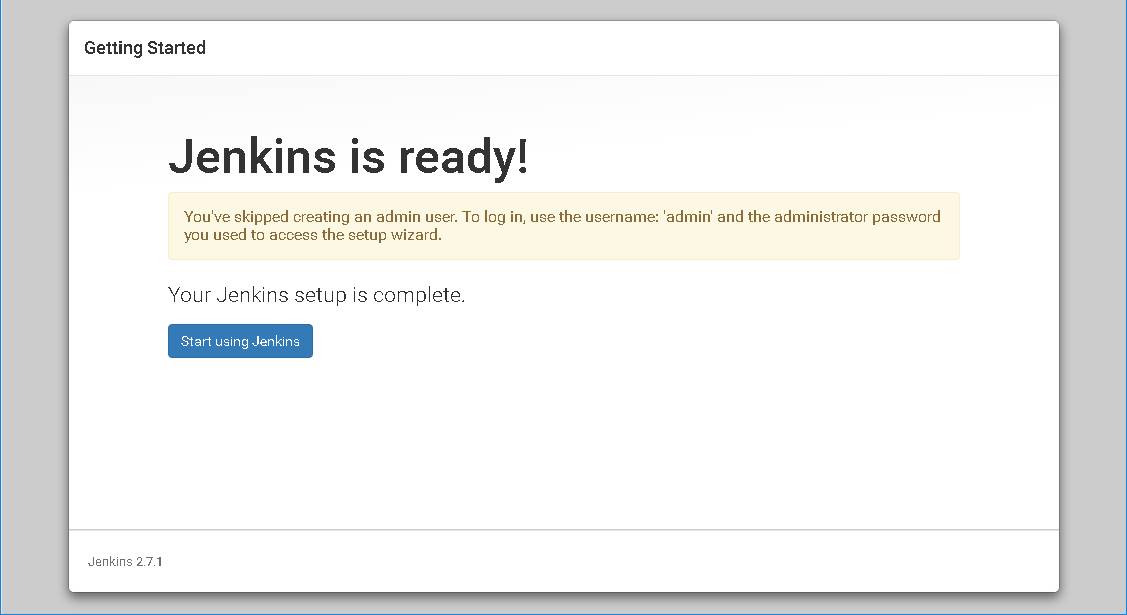 Getting Started
Jenkins is ready!
You've skipped creating an admin user. To log in, use the username: 'admin' and the administrator password
you used to access the setup wizard.
Your Jenkins setup is complete.
Start using Jenkins
Jenkins 2.7.1